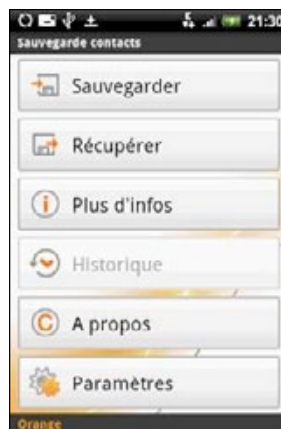 21:30
Sauvegarde contacts
Sauvegarder
Récupérer
Plus d'infos
Historique
A propos
Paramètres
Orange